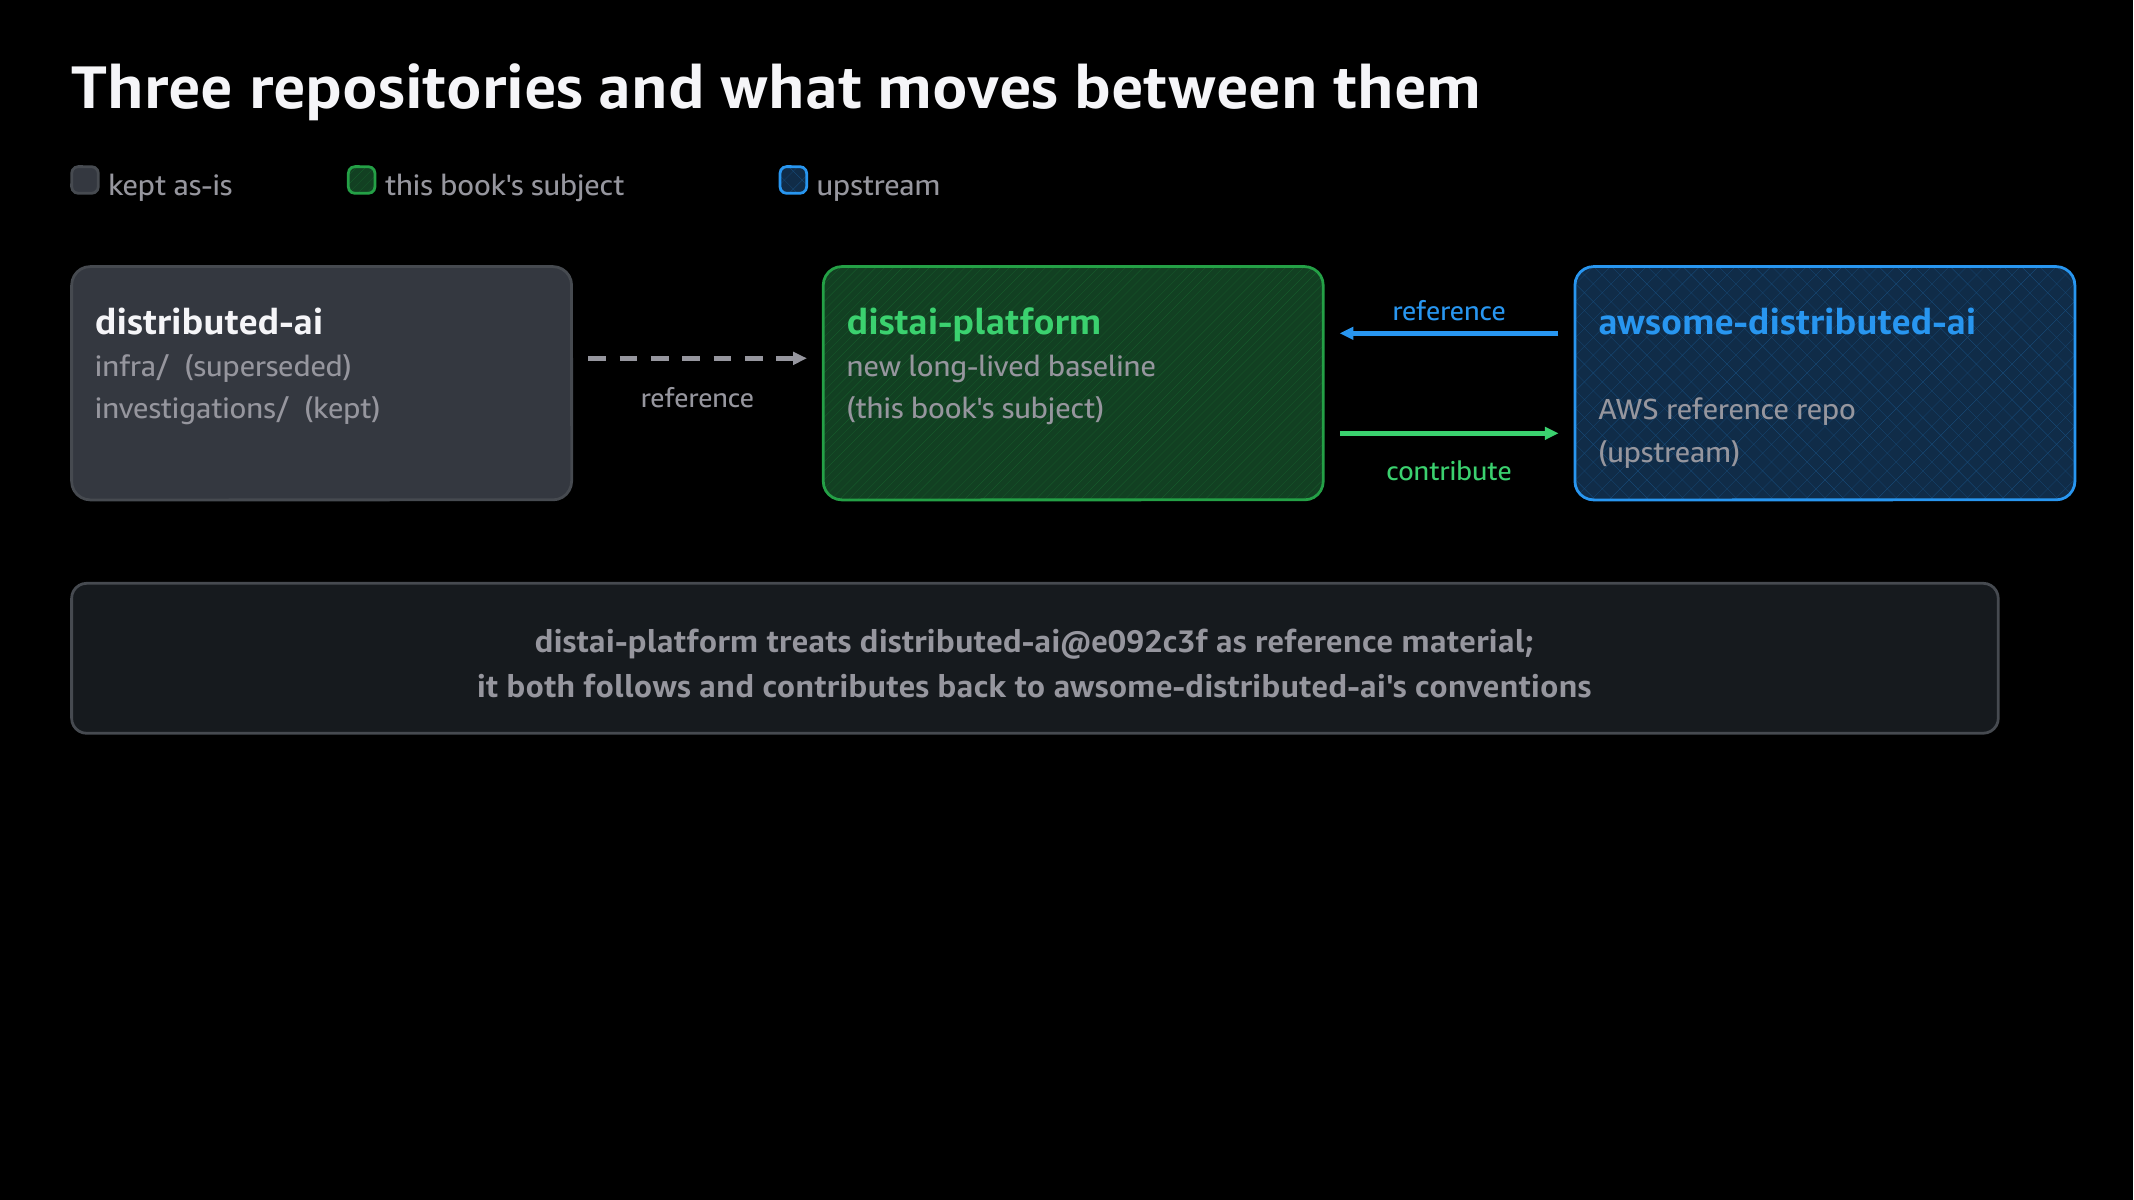 Three repositories and what moves between them
kept as-is
this book's subject
upstream
distributed-ai
infra/  (superseded)
investigations/  (kept)
reference
distai-platform
new long-lived baseline
(this book's subject)
reference
contribute
awsome-distributed-ai
AWS reference repo
(upstream)
distai-platform treats distributed-ai@e092c3f as reference material;
it both follows and contributes back to awsome-distributed-ai's conventions